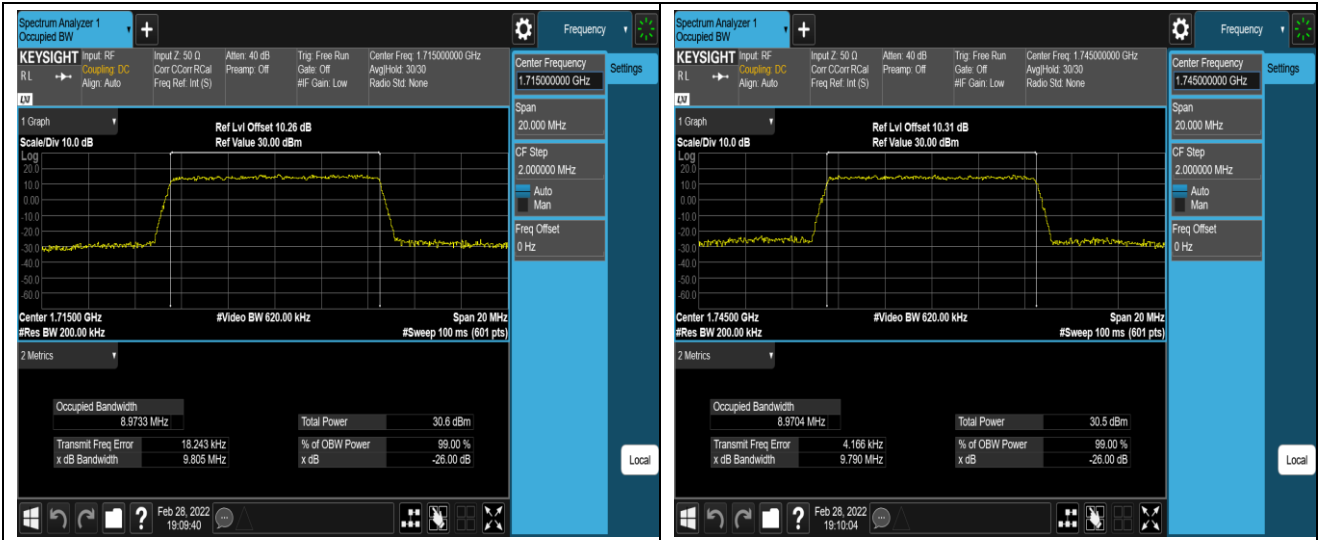 Spectrum Analyzer 1
Occupied BW
+
Frequency
KEYSIGHT
Input: RF
Coupling: DC
Align: Auto
Input Z: 50 Ω
Corr CCorr RCal
Freq Ref: Int (S)
Atten: 40 dB
Preamp: Off
Trig: Free Run
Gate: Off
#IF Gain: Low
Center Freq: 1.715000000 GHz
Avg|Hold: 30/30
Radio Std: None
RL
LXI
Center Frequency
1.715000000 GHz
Settings
Span
20.000 MHz
CF Step
2.000000 MHz
Auto
Man
Freq Offset
0 Hz
Local
1 Graph
Ref Lvl Offset 10.26 dB
Scale/Div 10.0 dB
Ref Value 30.00 dBm
Log
20.0
10.0
0.00
-10.0
-20.0
-30.0
-40.0
-50.0
-60.0
Center 1.71500 GHz
#Video BW 620.00 kHz
Span 20 MHz
#Res BW 200.00 kHz
#Sweep 100 ms (601 pts)
2 Metrics
Occupied Bandwidth
8.9733 MHz
Total Power 30.6 dBm
Transmit Freq Error 18.243 kHz
% of OBW Power 99.00 %
x dB Bandwidth 9.805 MHz
x dB -26.00 dB
?
Feb 28, 2022
19:09:40
Spectrum Analyzer 1
Occupied BW
+
Frequency
KEYSIGHT
Input: RF
Coupling: DC
Align: Auto
Input Z: 50 Ω
Corr CCorr RCal
Freq Ref: Int (S)
Atten: 40 dB
Preamp: Off
Trig: Free Run
Gate: Off
#IF Gain: Low
Center Freq: 1.745000000 GHz
Avg|Hold: 30/30
Radio Std: None
RL
LXI
Center Frequency
1.745000000 GHz
Settings
Span
20.000 MHz
CF Step
2.000000 MHz
Auto
Man
Freq Offset
0 Hz
Local
1 Graph
Ref Lvl Offset 10.31 dB
Scale/Div 10.0 dB
Ref Value 30.00 dBm
Log
20.0
10.0
0.00
-10.0
-20.0
-30.0
-40.0
-50.0
-60.0
Center 1.74500 GHz
#Video BW 620.00 kHz
Span 20 MHz
#Res BW 200.00 kHz
#Sweep 100 ms (601 pts)
2 Metrics
Occupied Bandwidth
8.9704 MHz
Total Power 30.5 dBm
Transmit Freq Error 4.166 kHz
% of OBW Power 99.00 %
x dB Bandwidth 9.790 MHz
x dB -26.00 dB
?
Feb 28, 2022
19:10:04